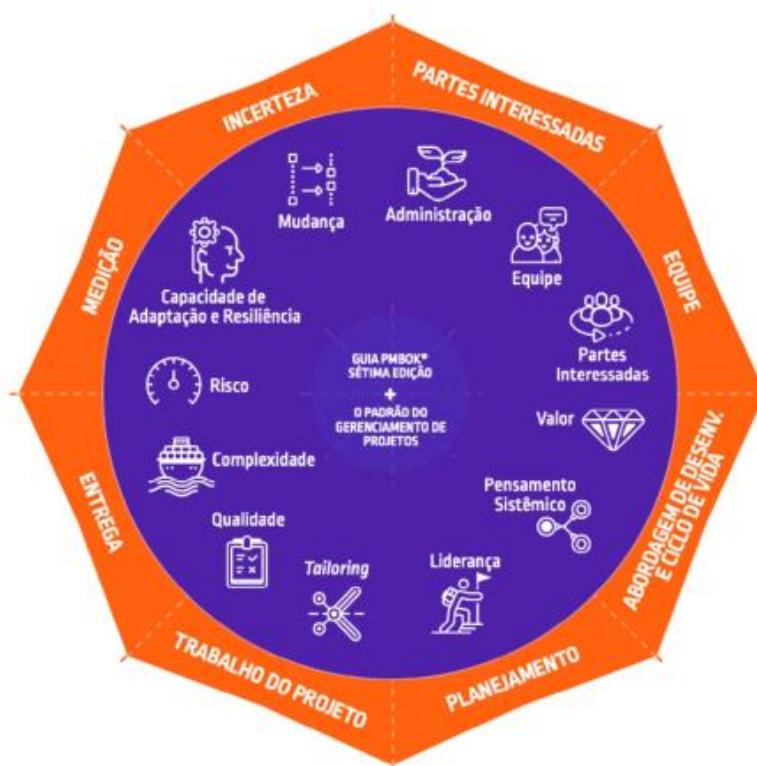 INCERTEZA
PARTES INTERESSADAS
EQUIPE
ABORDAGEM DE DESENV.
E CICLO DE VIDA
PLANEJAMENTO
TRABALHO DO PROJETO
ENTREGA
MEDIÇÃO
Mudança
Administração
Equipe
Partes
Interessadas
Valor
Pensamento
Sistêmico
Liderança
Tailoring
Qualidade
Complexidade
Risco
Capacidade de
Adaptação e Resiliência
GUIA PMBOK®
SÉTIMA EDIÇÃO
+
O PADRÃO DO
GERENCIAMENTO DE
PROJETOS